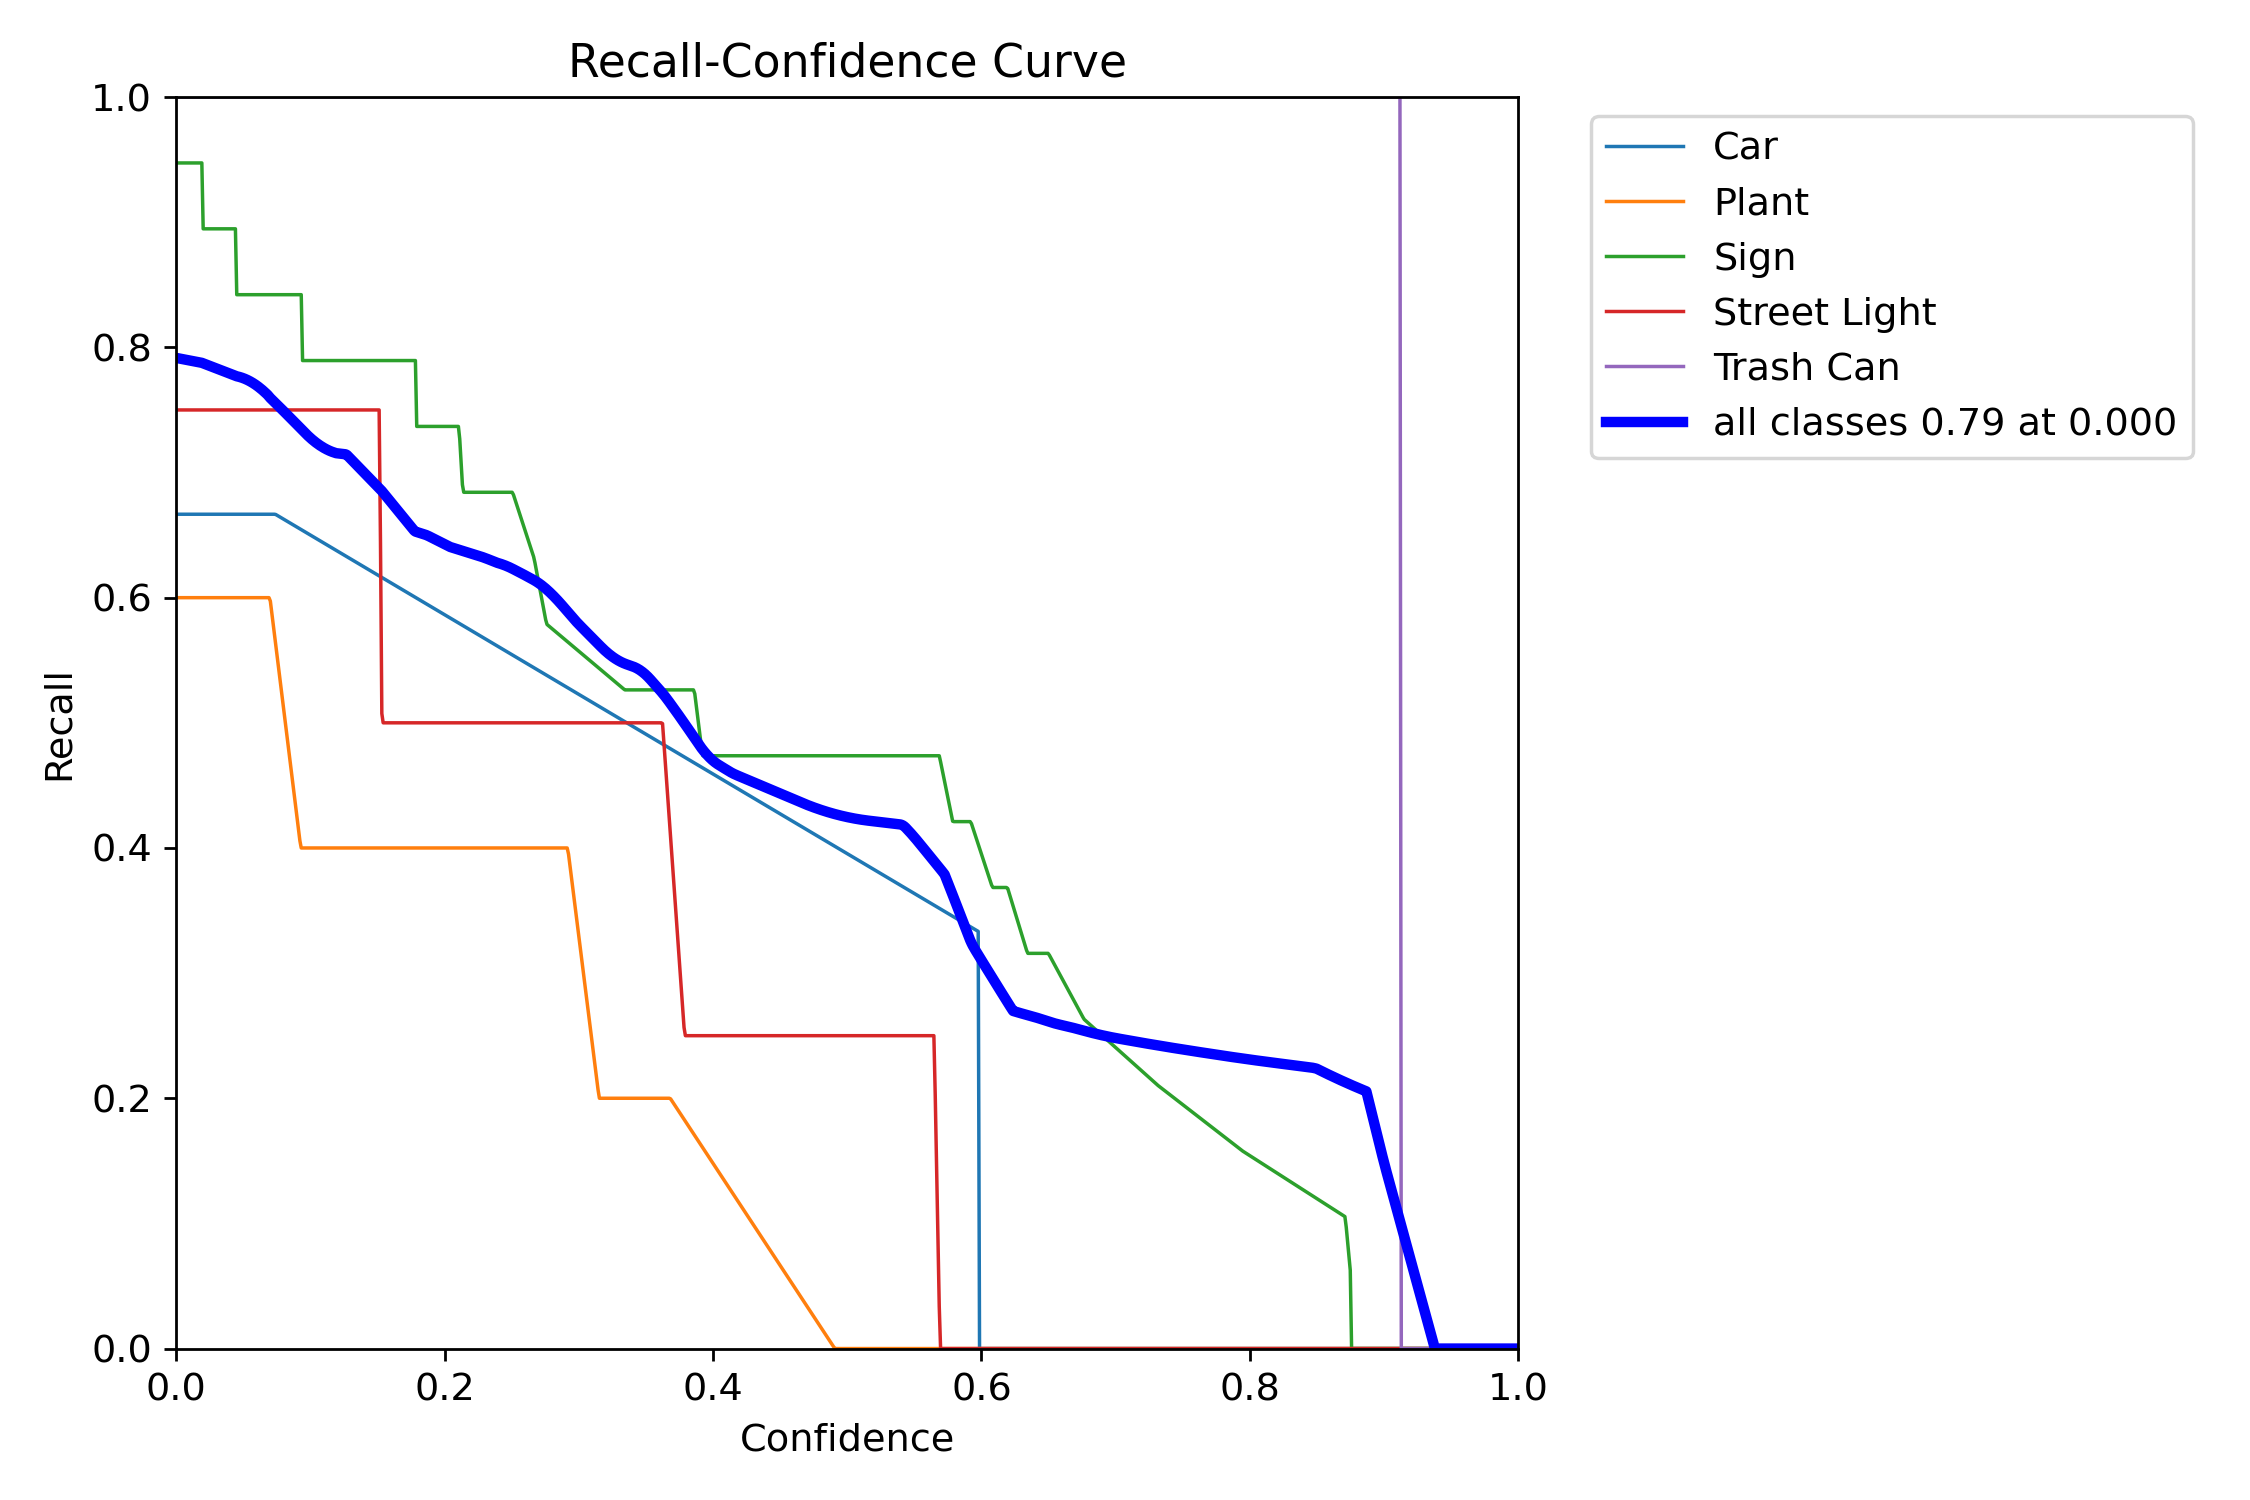 Recall-Confidence Curve
1.0
0.8
0.6
0.4
0.2
0.0
Recall
0.0 0.2 0.4 0.6 0.8 1.0
Confidence
Car
Plant
Sign
Street Light
Trash Can
all classes 0.79 at 0.000